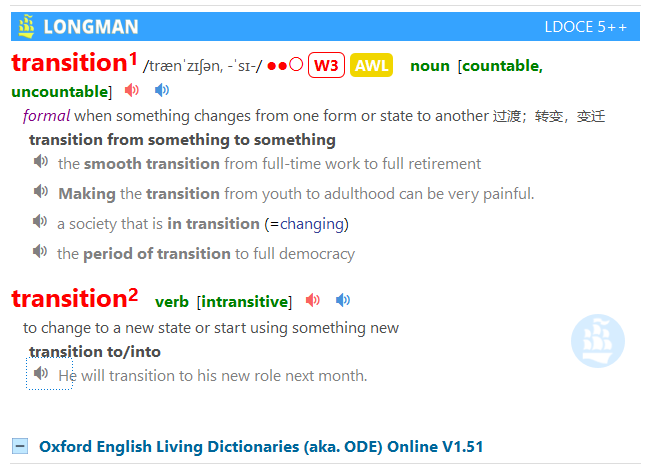 LONGMAN LDOCE 5++
transition1 /trænˈzɪʃən, -ˈsɪ-/ ●●○ W3 AWL noun [countable,
uncountable]
formal when something changes from one form or state to another 过渡；转变，变迁
transition from something to something
the smooth transition from full-time work to full retirement
Making the transition from youth to adulthood can be very painful.
a society that is in transition (=changing)
the period of transition to full democracy
transition2 verb [intransitive]
to change to a new state or start using something new
transition to/into
He will transition to his new role next month.
Oxford English Living Dictionaries (aka. ODE) Online V1.51